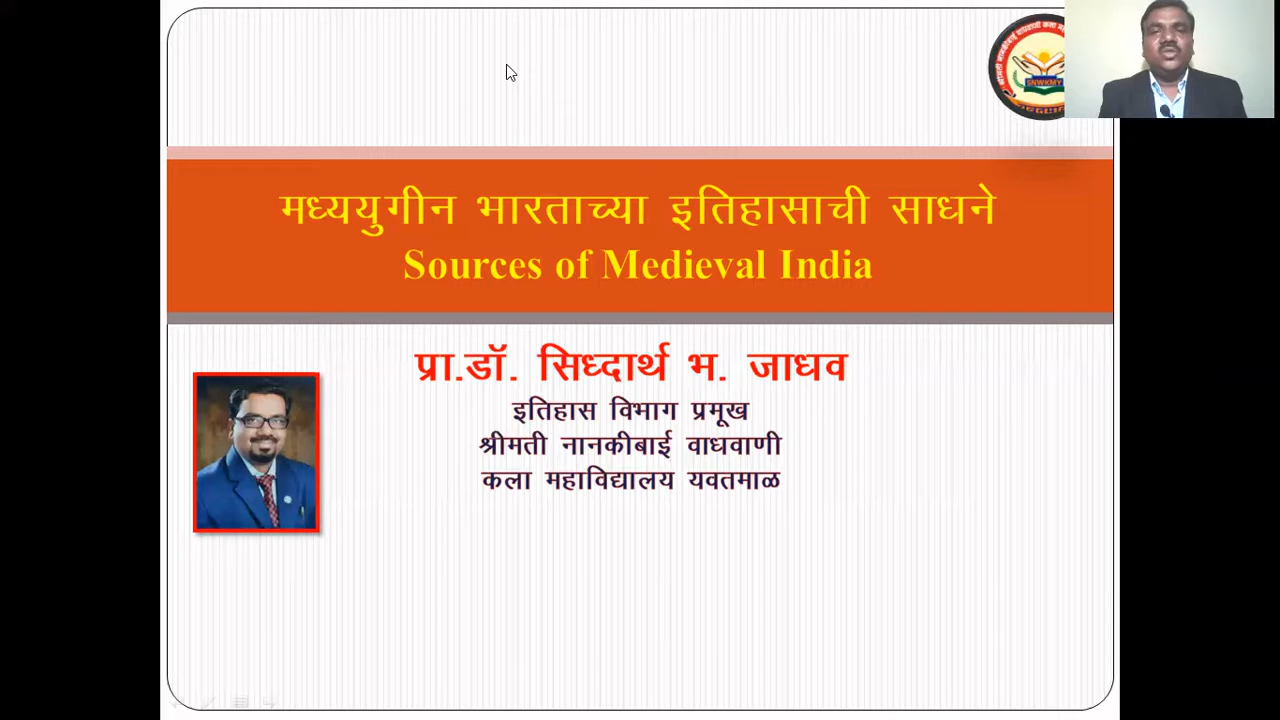 मध्ययुगीन भारताच्या इतिहासाची साधने
Sources of Medieval India
प्रा.डॉ. सिध्दार्थ भ. जाधव
इतिहास विभाग प्रमूख
श्रीमती नानकीबाई वाधवाणी
कला महाविद्यालय यवतमाळ
SNWKMY